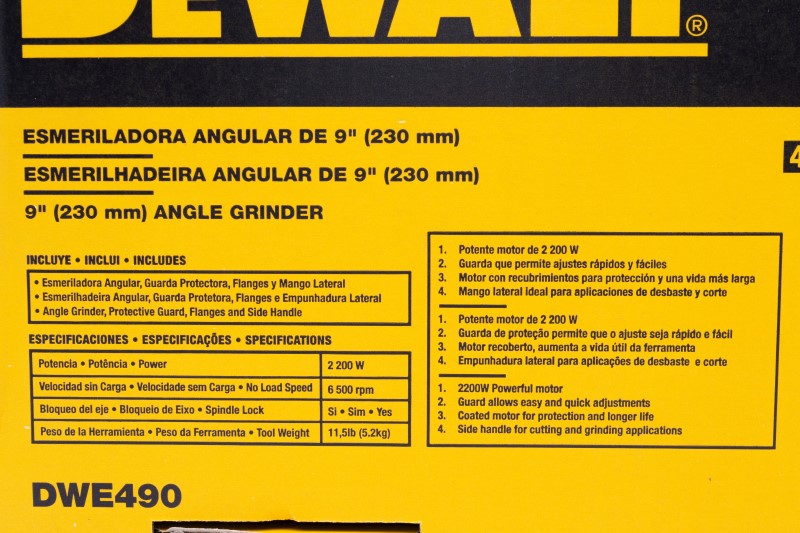 DEWALT®
ESMERILADORA ANGULAR DE 9" (230 mm)
ESMERILHADEIRA ANGULAR DE 9" (230 mm)
9" (230 mm) ANGLE GRINDER
4
INCLUYE • INCLUI • INCLUDES
• Esmeriladora Angular, Guarda Protectora, Flanges y Mango Lateral
• Esmerilhadeira Angular, Guarda Protetora, Flanges e Empunhadura Lateral
• Angle Grinder, Protective Guard, Flanges and Side Handle
ESPECIFICACIONES • ESPECIFICAÇÕES • SPECIFICATIONS
Potencia • Potência • Power 2 200 W
Velocidad sin Carga • Velocidade sem Carga • No Load Speed 6 500 rpm
Bloqueo del eje • Bloqueio de Eixo • Spindle Lock Si • Sim • Yes
Peso de la Herramienta • Peso da Ferramenta • Tool Weight 11,5lb (5.2kg)
1. Potente motor de 2 200 W
2. Guarda que permite ajustes rápidos y fáciles
3. Motor con recubrimientos para protección y una vida más larga
4. Mango lateral ideal para aplicaciones de desbaste y corte
1. Potente motor de 2 200 W
2. Guarda de proteção permite que o ajuste seja rápido e fácil
3. Motor recoberto, aumenta a vida útil da ferramenta
4. Empunhadura lateral para aplicações de desbaste e corte
1. 2200W Powerful motor
2. Guard allows easy and quick adjustments
3. Coated motor for protection and longer life
4. Side handle for cutting and grinding applications
DWE490